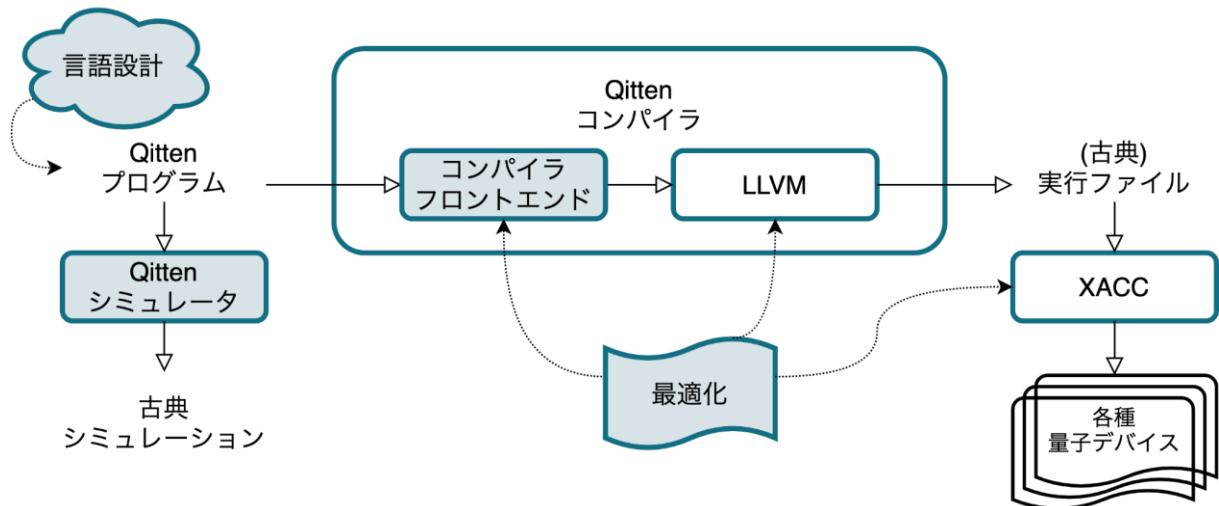 言語設計
Qitten
プログラム
Qitten
シミュレータ
古典
シミュレーション
Qitten
コンパイラ
コンパイラ
フロントエンド
LLVM
最適化
(古典)
実行ファイル
XACC
各種
量子デバイス